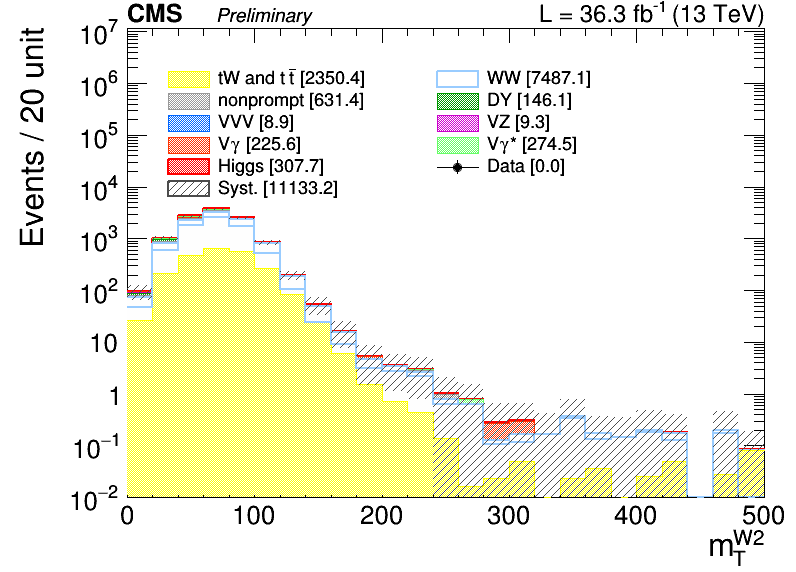 CMS Preliminary L = 36.3 fb⁻¹ (13 TeV)
Events / 20 unit
10⁷
10⁶
10⁵
10⁴
10³
10²
10
1
10⁻¹
10⁻²
tW and tt̅ [2350.4]
nonprompt [631.4]
VVV [8.9]
Vγ [225.6]
Higgs [307.7]
Syst. [11133.2]
WW [7487.1]
DY [146.1]
VZ [9.3]
Vγ* [274.5]
Data [0.0]
0 100 200 300 400 500
m_T^W2